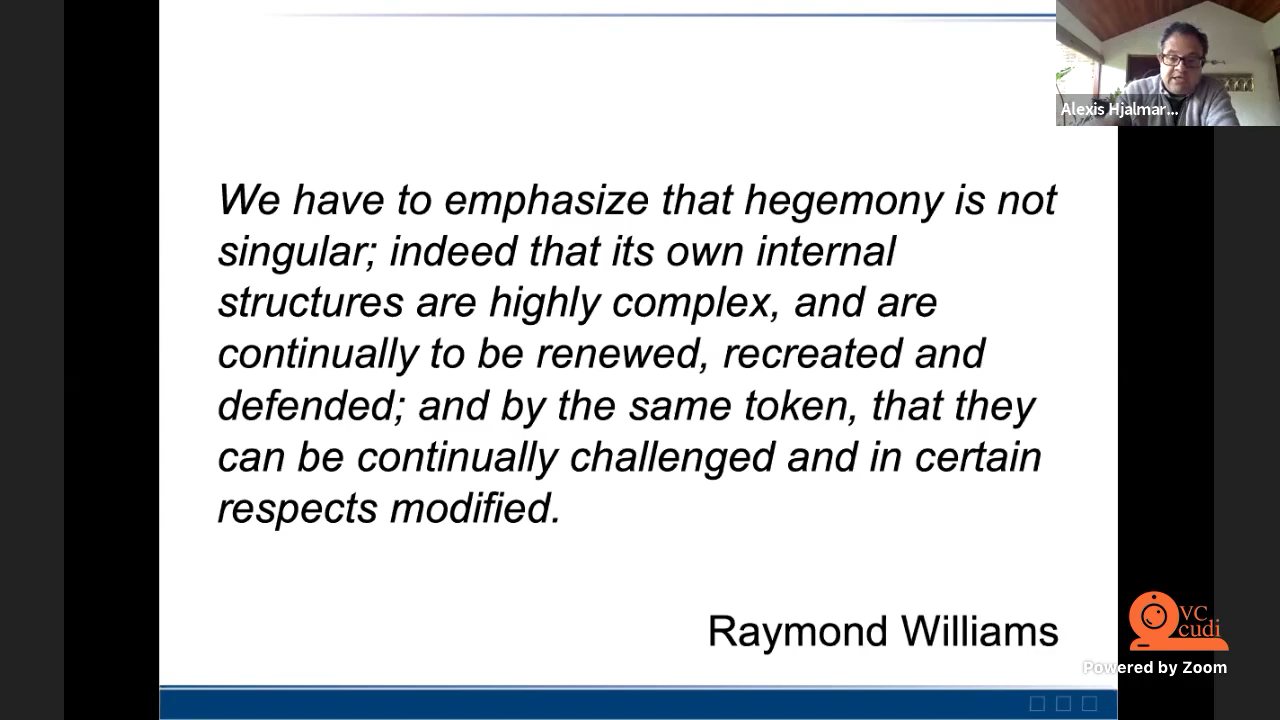 Alexis Hjalmar...
We have to emphasize that hegemony is not
singular; indeed that its own internal
structures are highly complex, and are
continually to be renewed, recreated and
defended; and by the same token, that they
can be continually challenged and in certain
respects modified.
Raymond Williams
VC
cudi
Powered by Zoom